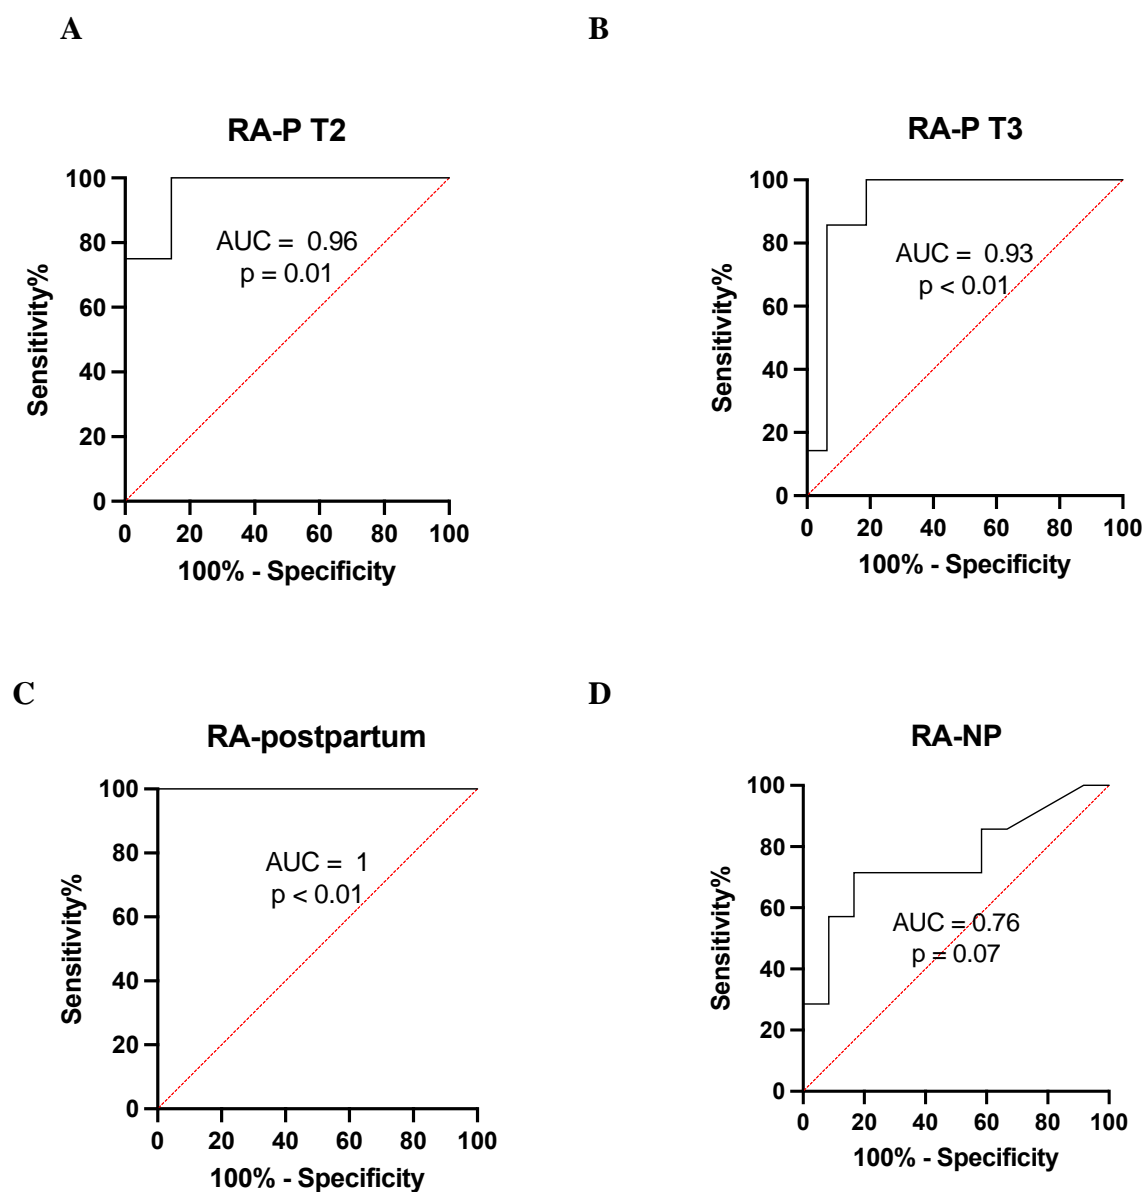 A
RA-P T2
100
80
60
40
20
0
Sensitivity%
AUC = 0.96
p = 0.01
0 20 40 60 80 100
100% - Specificity
B
RA-P T3
100
80
60
40
20
0
Sensitivity%
AUC = 0.93
p < 0.01
0 20 40 60 80 100
100% - Specificity
C
RA-postpartum
100
80
60
40
20
0
Sensitivity%
AUC = 1
p < 0.01
0 20 40 60 80 100
100% - Specificity
D
RA-NP
100
80
60
40
20
0
Sensitivity%
AUC = 0.76
p = 0.07
0 20 40 60 80 100
100% - Specificity